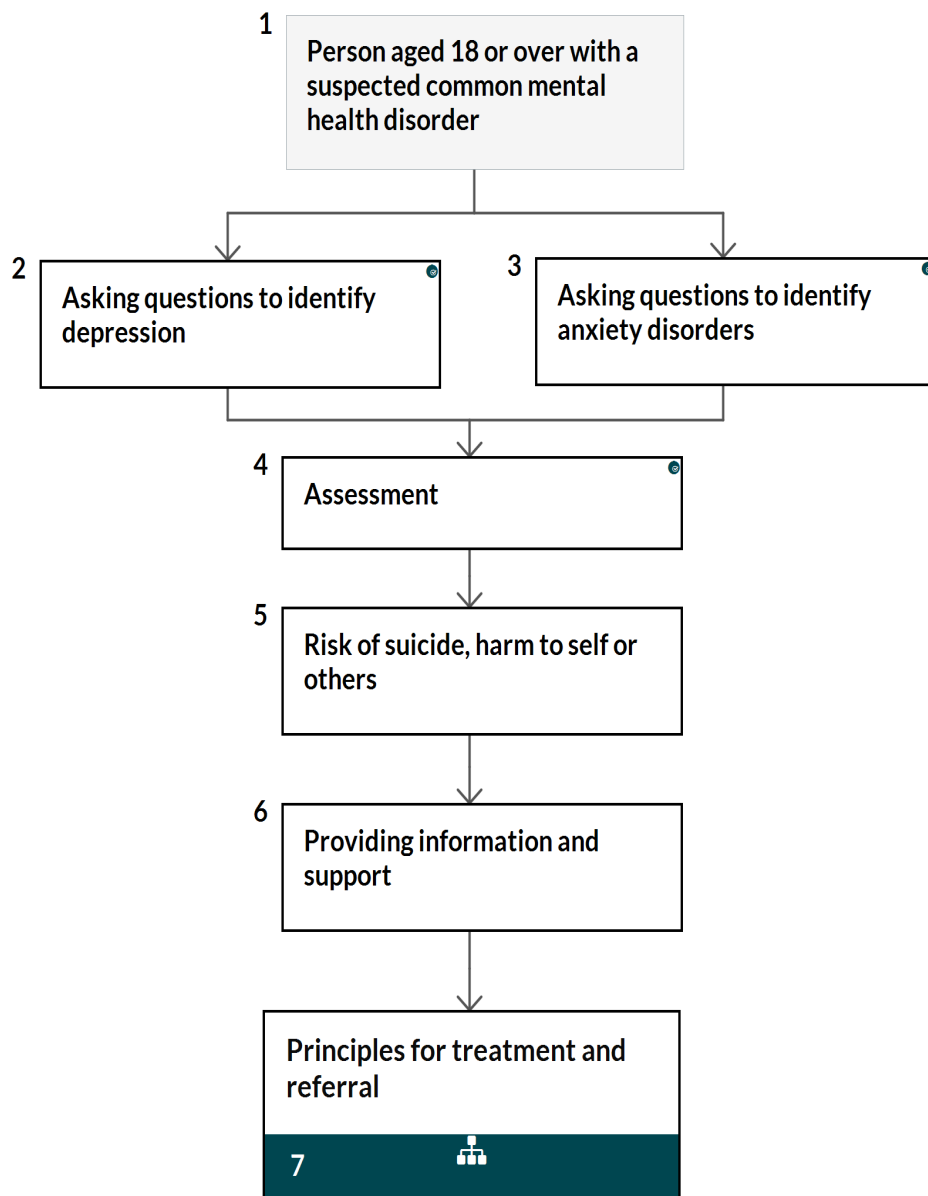 1
Person aged 18 or over with a
suspected common mental
health disorder
2
Asking questions to identify
depression
3
Asking questions to identify
anxiety disorders
4
Assessment
5
Risk of suicide, harm to self or
others
6
Providing information and
support
Principles for treatment and
referral
7